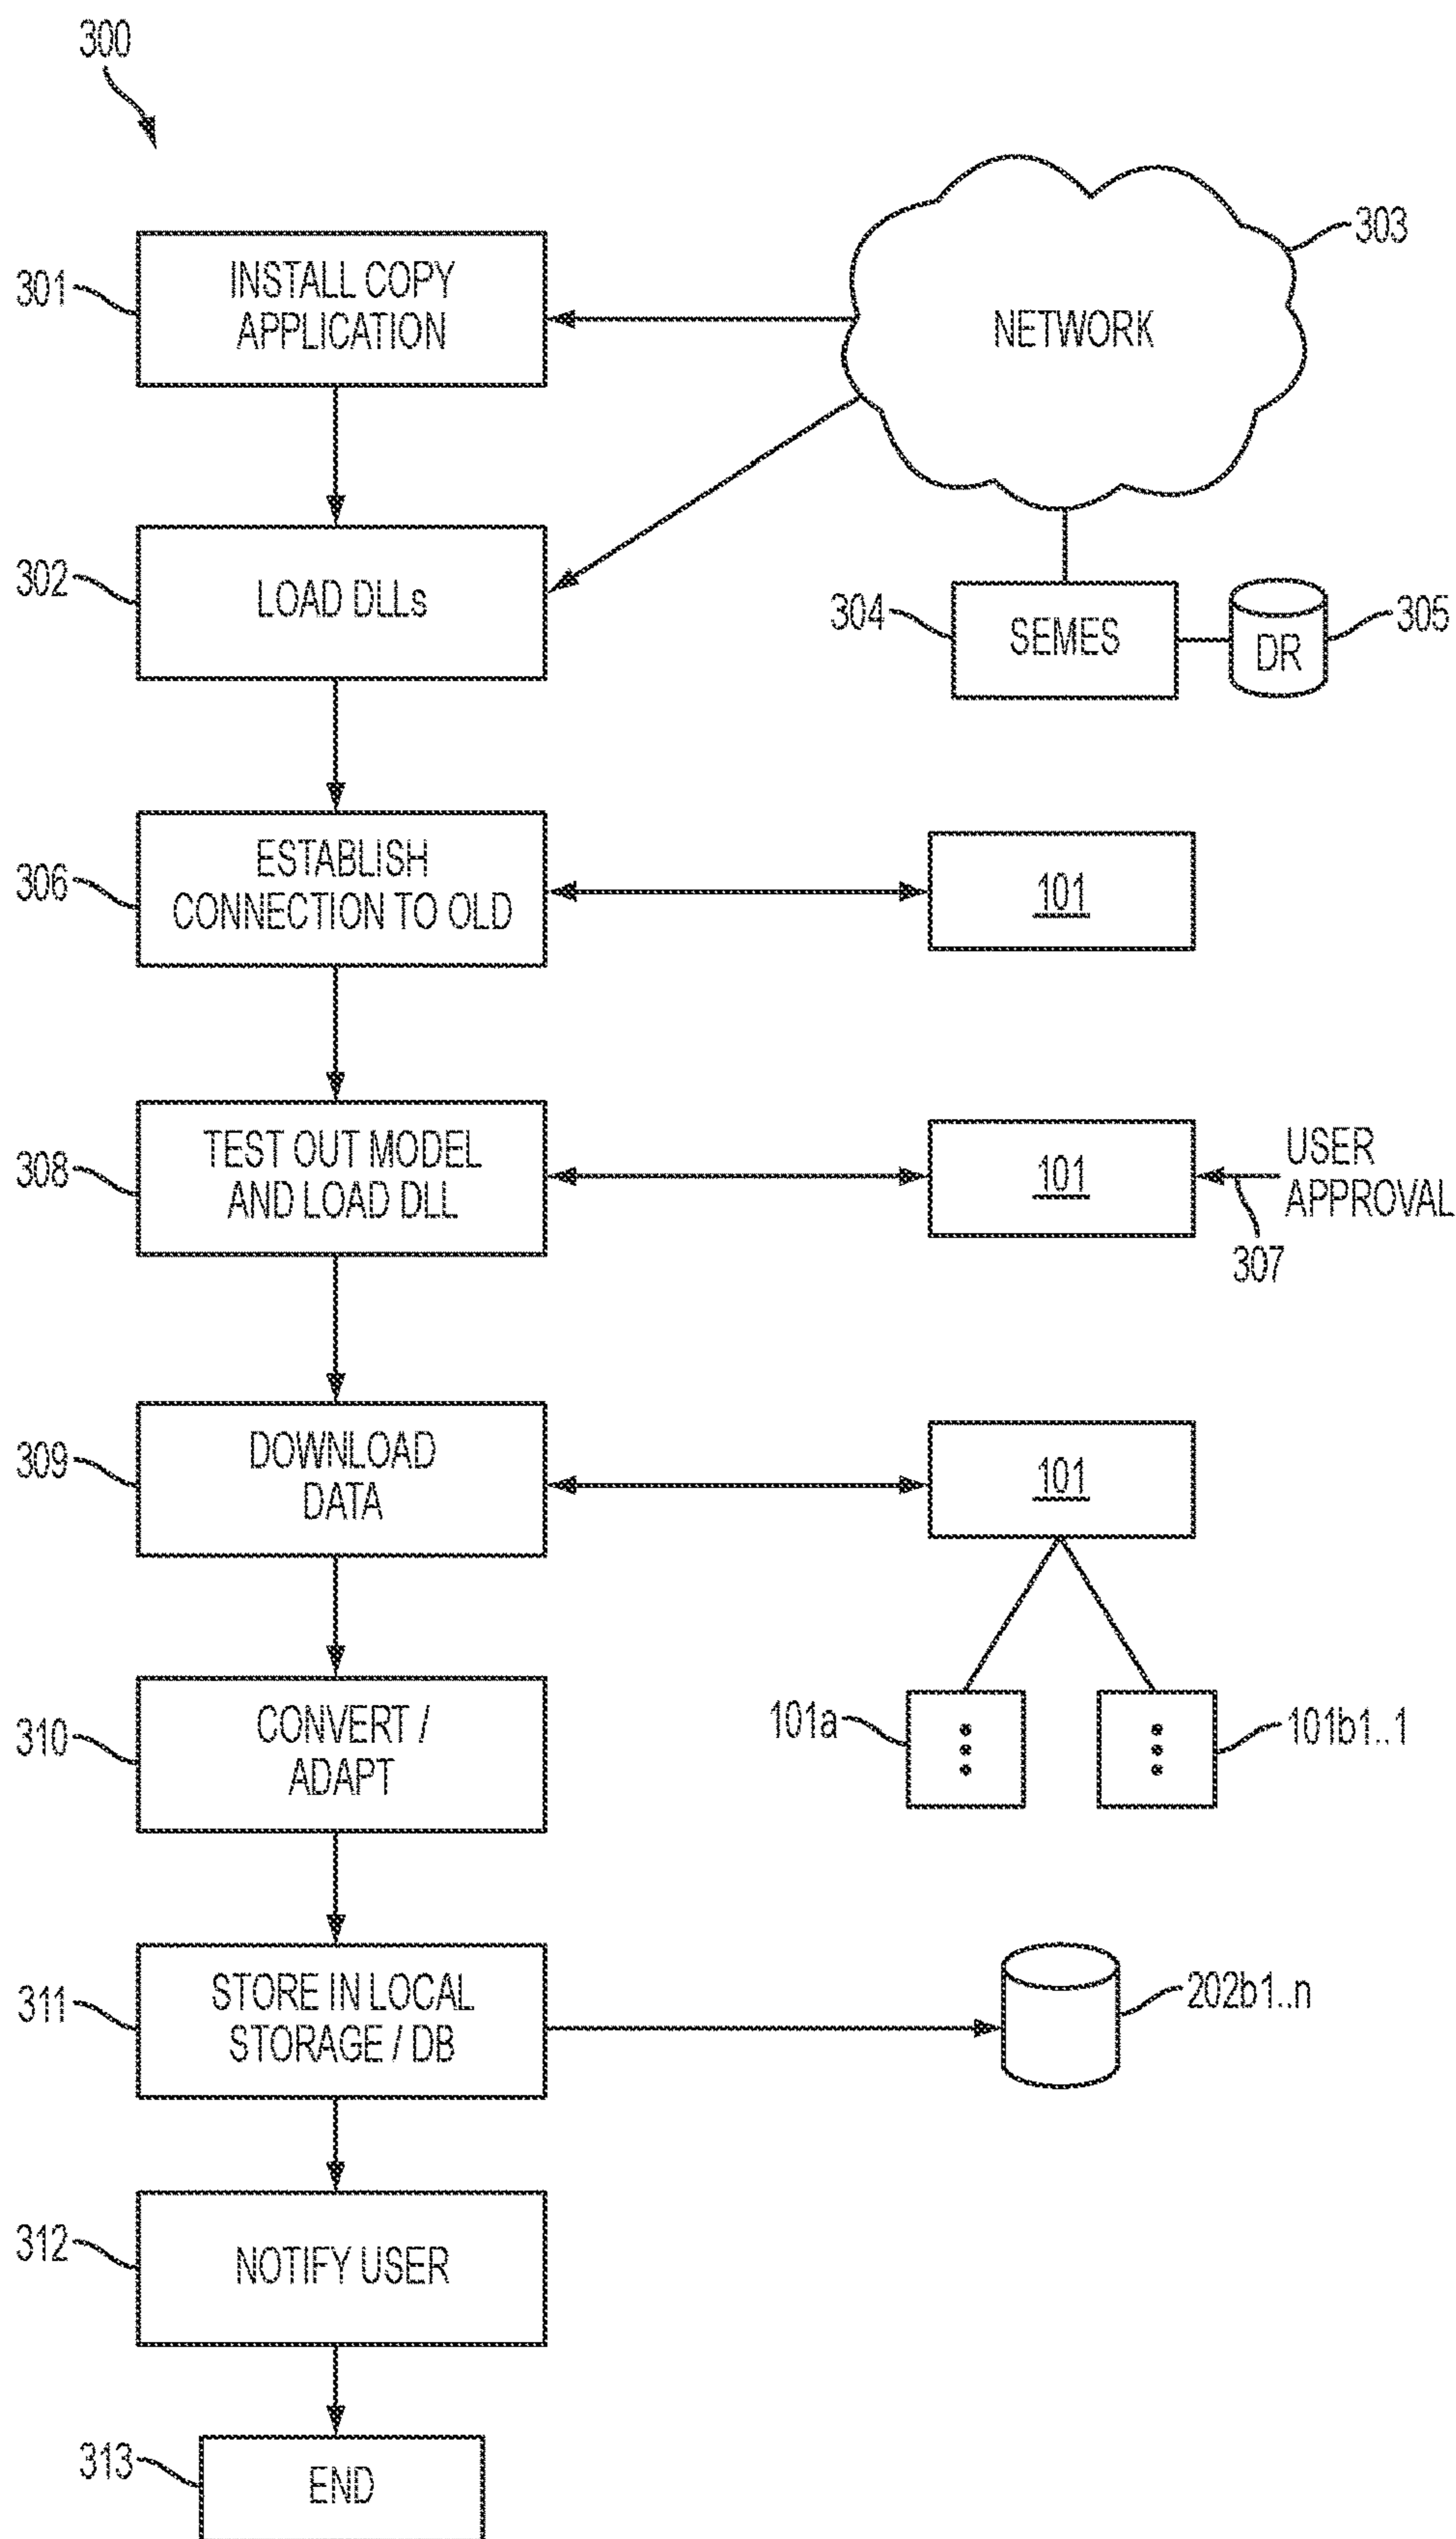 300
303
301
INSTALL COPY
APPLICATION
NETWORK
302
LOAD DLLs
304
SEMES
DR
305
306
ESTABLISH
CONNECTION TO OLD
101
308
TEST OUT MODEL
AND LOAD DLL
101
USER
APPROVAL
307
309
DOWNLOAD
DATA
101
310
CONVERT /
ADAPT
101a
101b1..1
311
STORE IN LOCAL
STORAGE / DB
202b1..n
312
NOTIFY USER
313
END